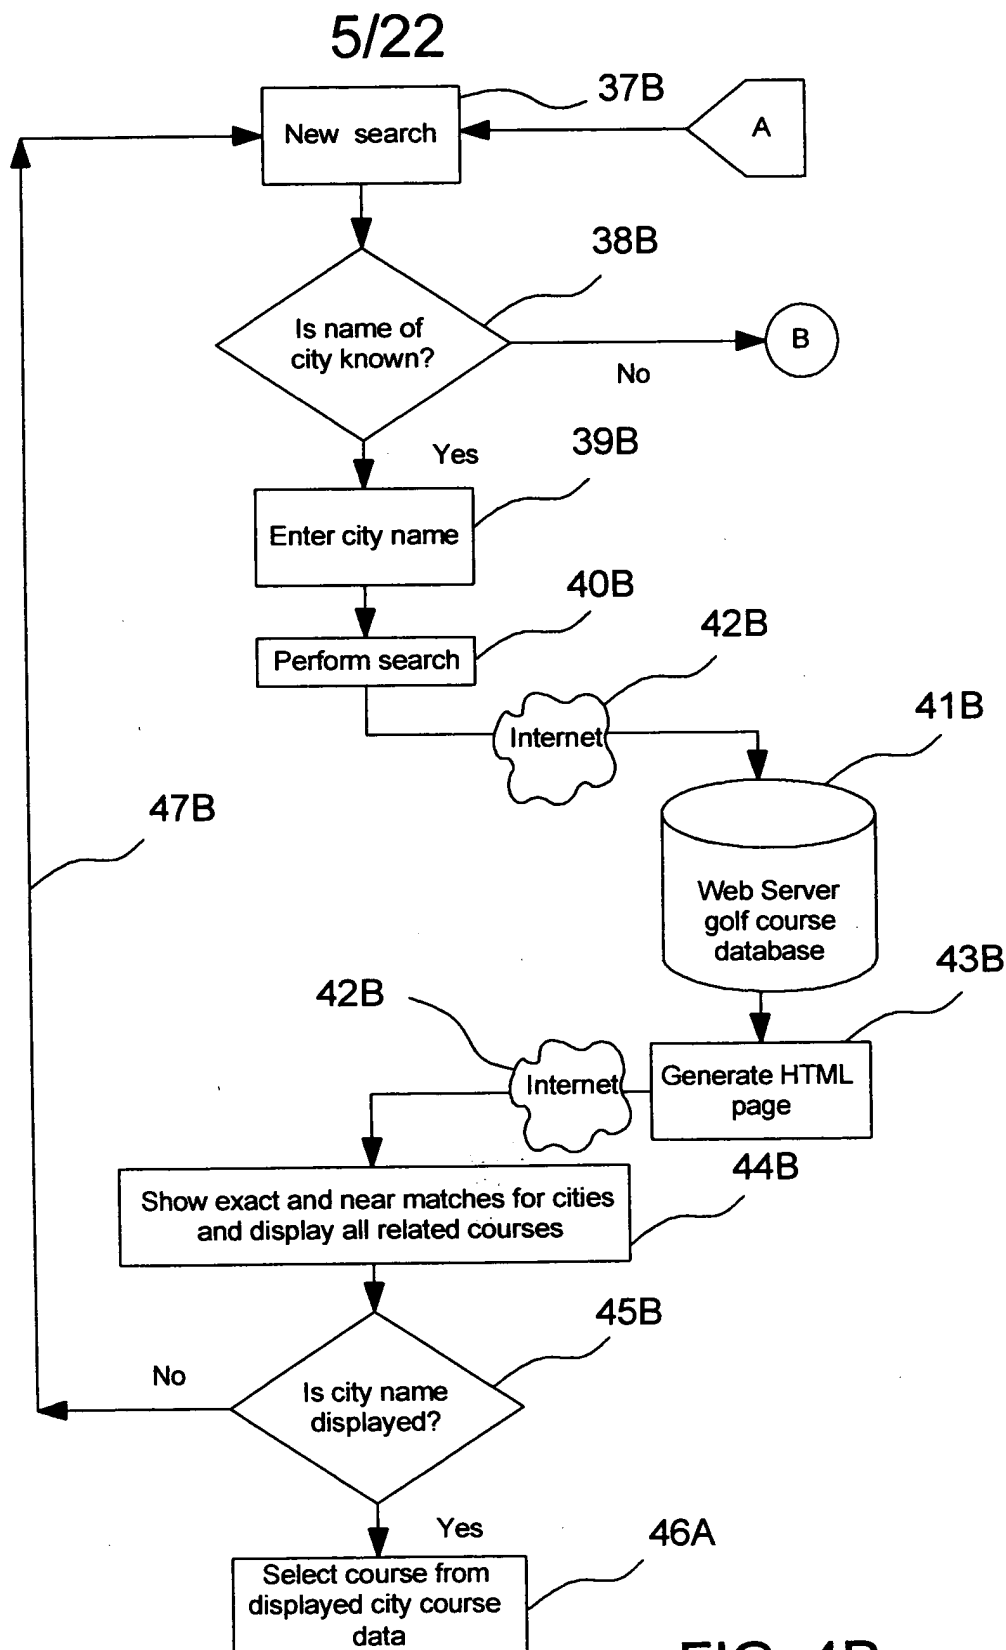 5/22
37B
New search
A
38B
Is name of
city known?
B
No
Yes
39B
Enter city name
40B
Perform search
42B
Internet
41B
47B
Web Server
golf course
database
43B
42B
Internet
Generate HTML
page
44B
Show exact and near matches for cities
and display all related courses
45B
No
Is city name
displayed?
Yes
46A
Select course from
displayed city course
data
FIG. 4B